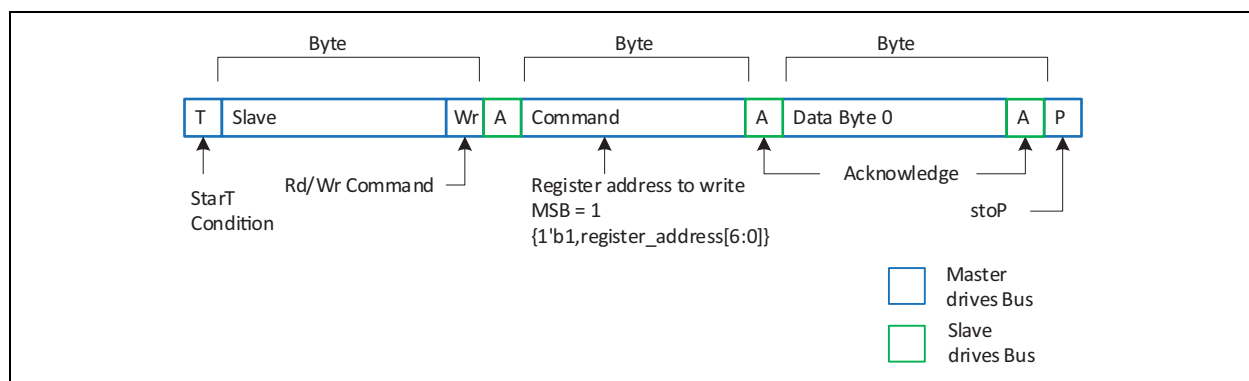 Byte Byte Byte
T Slave Wr A Command A Data Byte 0 A P
StarT
Condition
Rd/Wr Command
Register address to write
MSB = 1
{1'b1,register_address[6:0]}
Acknowledge
stoP
Master
drives Bus
Slave
drives Bus